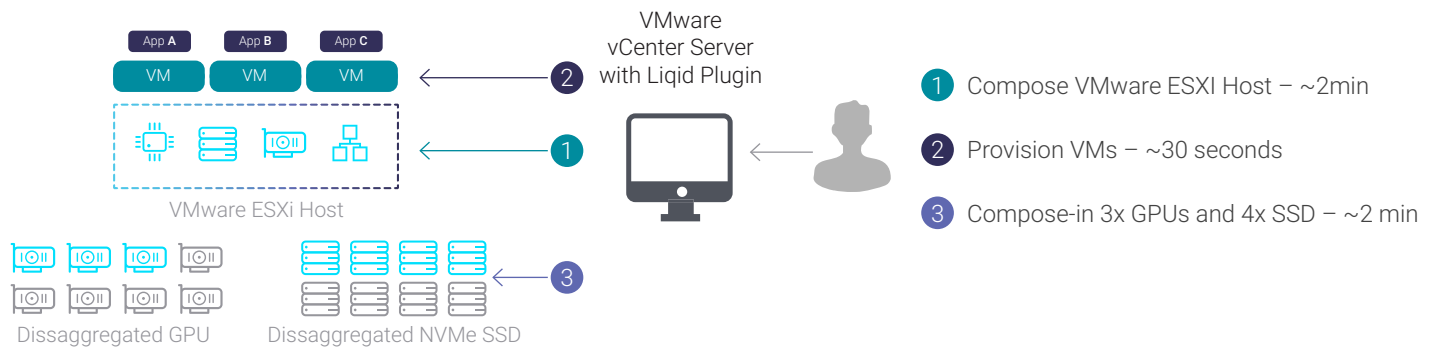 App A
App B
App C
VM
VM
VM
VMware ESXi Host
Dissaggregated GPU
Dissaggregated NVMe SSD
2
1
3
VMware
vCenter Server
with Liqid Plugin
1 Compose VMware ESXI Host – ~2min
2 Provision VMs – ~30 seconds
3 Compose-in 3x GPUs and 4x SSD – ~2 min